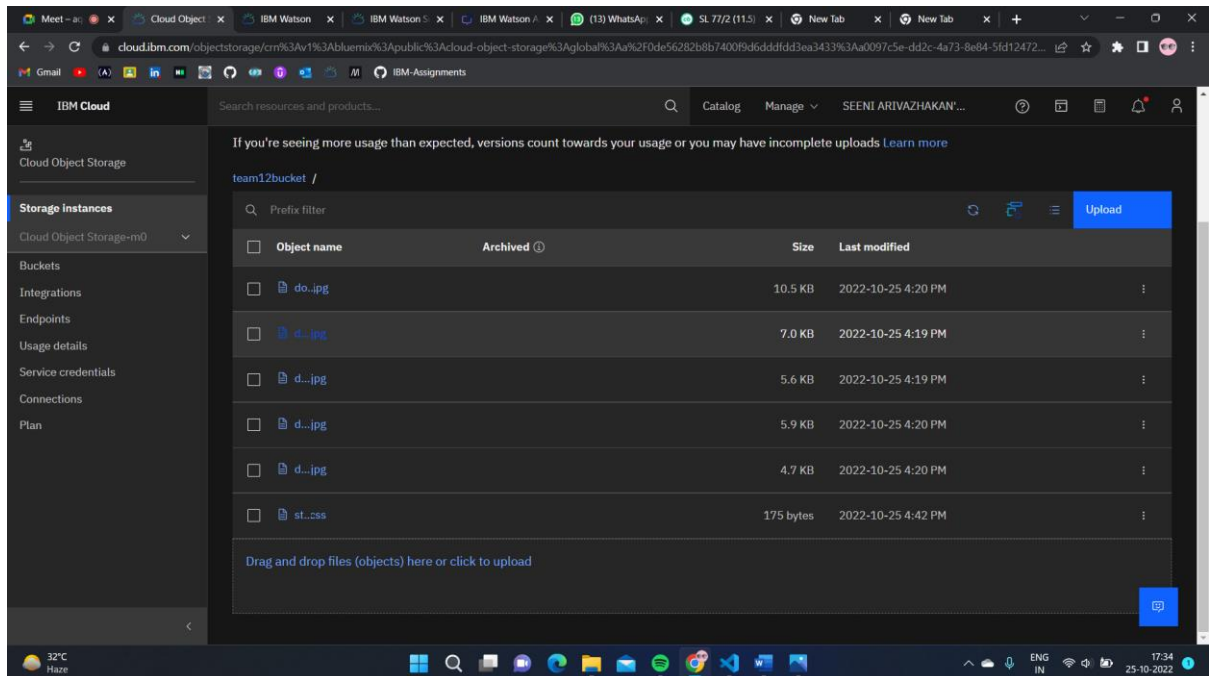 Meet – aq
Cloud Object S
IBM Watson
IBM Watson S
IBM Watson A
(13) WhatsAp
SL 77/2 (11.5)
New Tab
New Tab
cloud.ibm.com/objectstorage/crn%3Av1%3Abluemix%3Apublic%3Acloud-object-storage%3Aglobal%3Aa%2F0de56282b8b7400f9d6dddfdd3ea3433%3Aa0097c5e-dd2c-4a73-8e84-5fd12472...
Gmail
IBM-Assignments
IBM Cloud
Search resources and products...
Catalog
Manage
SEENI ARIVAZHAKAN'...
Cloud Object Storage
Storage instances
Cloud Object Storage-m0
Buckets
Integrations
Endpoints
Usage details
Service credentials
Connections
Plan
If you're seeing more usage than expected, versions count towards your usage or you may have incomplete uploads Learn more
team12bucket /
Prefix filter
Upload
Object name Archived Size Last modified
do..jpg 10.5 KB 2022-10-25 4:20 PM
d...jpg 7.0 KB 2022-10-25 4:19 PM
d...jpg 5.6 KB 2022-10-25 4:19 PM
d...jpg 5.9 KB 2022-10-25 4:20 PM
d...jpg 4.7 KB 2022-10-25 4:20 PM
st..css 175 bytes 2022-10-25 4:42 PM
Drag and drop files (objects) here or click to upload
32°C
Haze
ENG
IN
17:34
25-10-2022
1